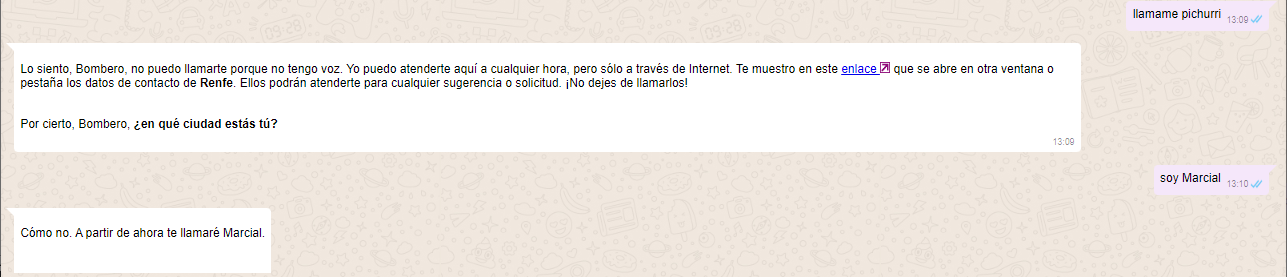 llamame pichurri
13:09
Lo siento, Bombero, no puedo llamarte porque no tengo voz. Yo puedo atenderte aquí a cualquier hora, pero sólo a través de Internet. Te muestro en este enlace que se abre en otra ventana o
pestaña los datos de contacto de Renfe. Ellos podrán atenderte para cualquier sugerencia o solicitud. ¡No dejes de llamarlos!
Por cierto, Bombero, ¿en qué ciudad estás tú?
13:09
soy Marcial
13:10
Cómo no. A partir de ahora te llamaré Marcial.